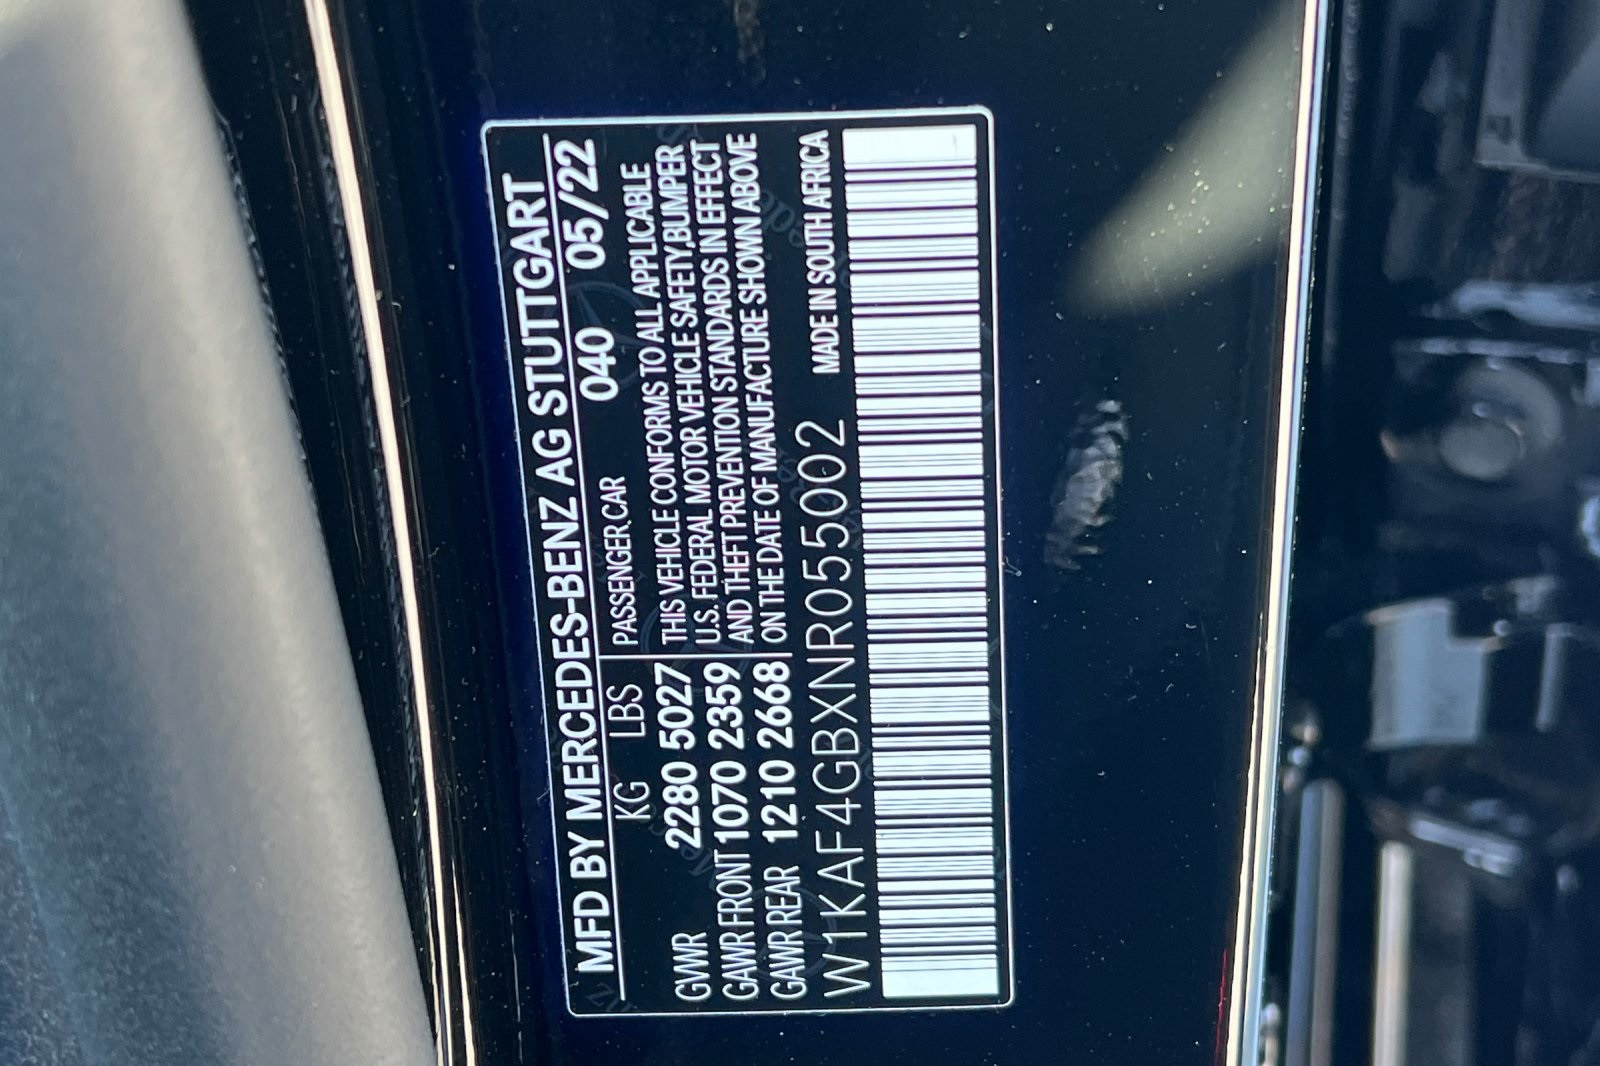 MFD BY MERCEDES-BENZ AG STUTTGART
KG LBS 040 05/22
PASSENGER CAR
GVWR 2280 5027
GAWR FRONT 1070 2359
GAWR REAR 1210 2668
THIS VEHICLE CONFORMS TO ALL APPLICABLE
U.S. FEDERAL MOTOR VEHICLE SAFETY,BUMPER
AND THEFT PREVENTION STANDARDS IN EFFECT
ON THE DATE OF MANUFACTURE SHOWN ABOVE
W1KAF4GBXNR055002 MADE IN SOUTH AFRICA